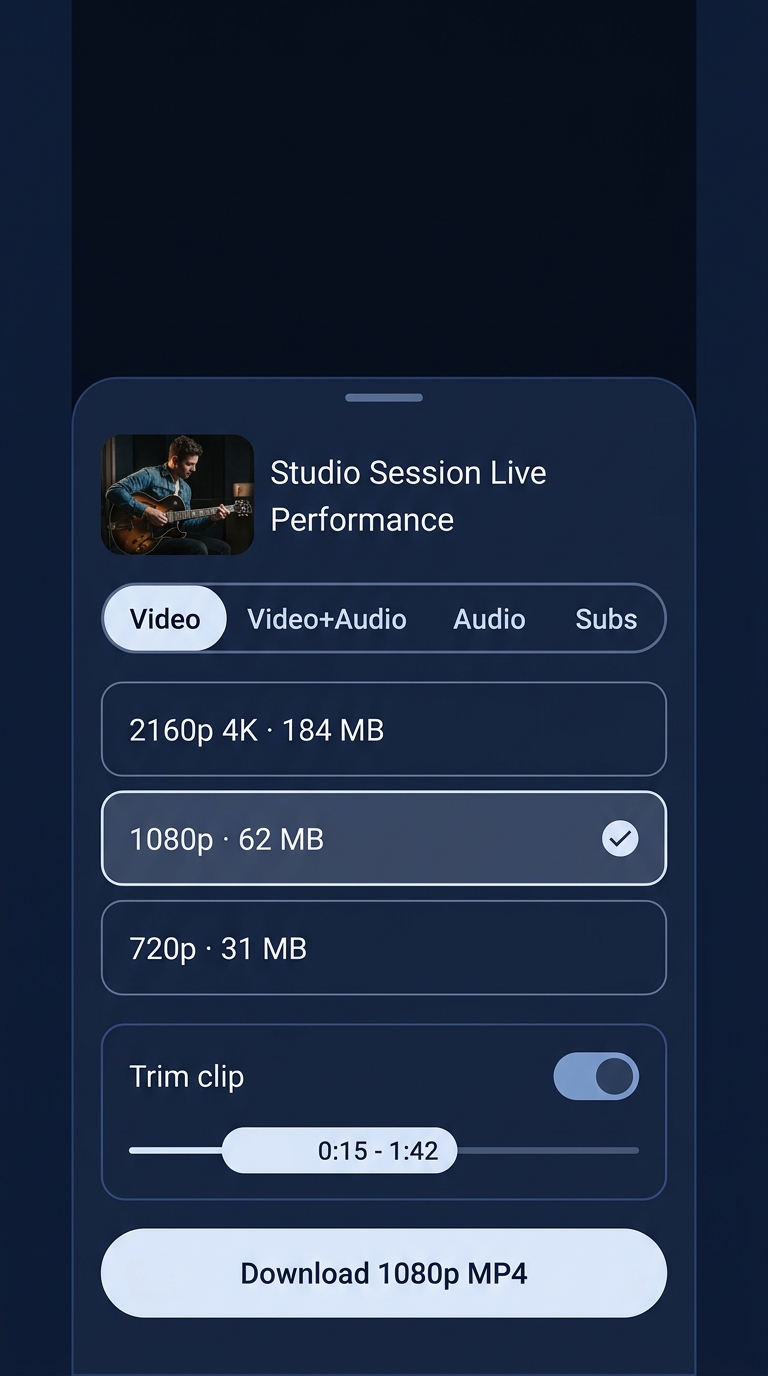 Studio Session Live
Performance
Video Video+Audio Audio Subs
2160p 4K · 184 MB
1080p · 62 MB
720p · 31 MB
Trim clip
0:15 - 1:42
Download 1080p MP4